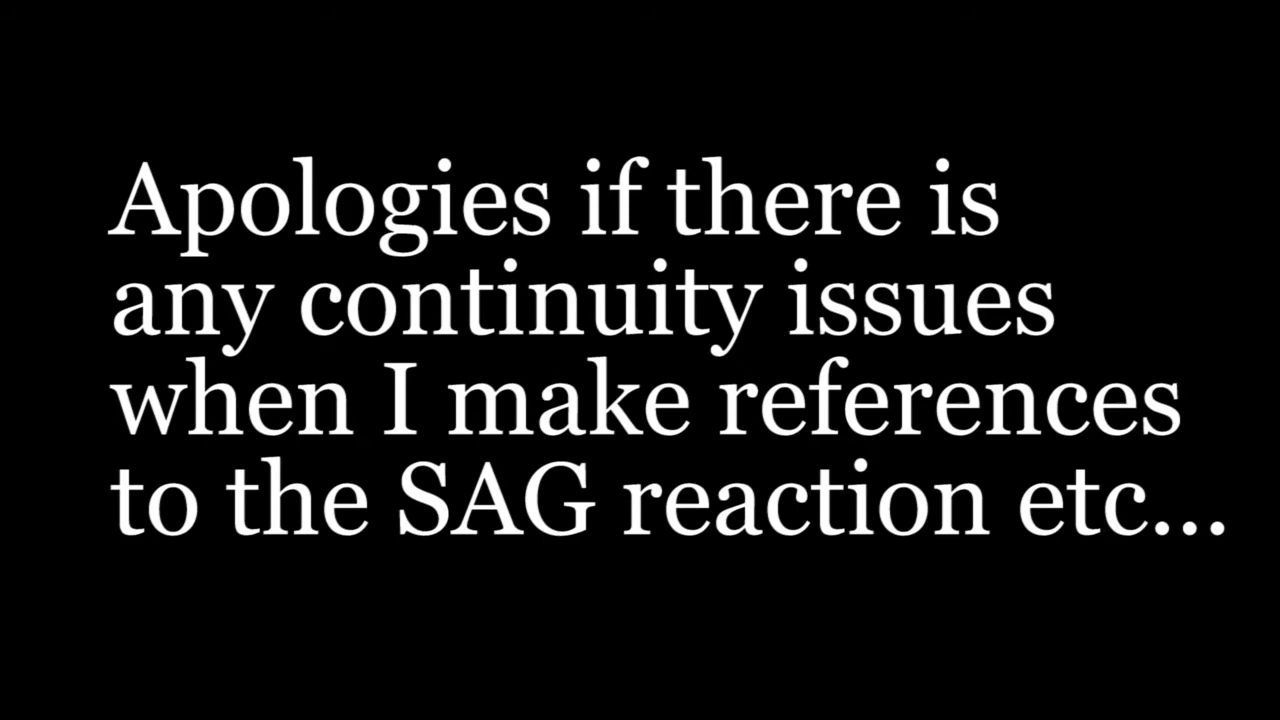 Apologies if there is
any continuity issues
when I make references
to the SAG reaction etc...